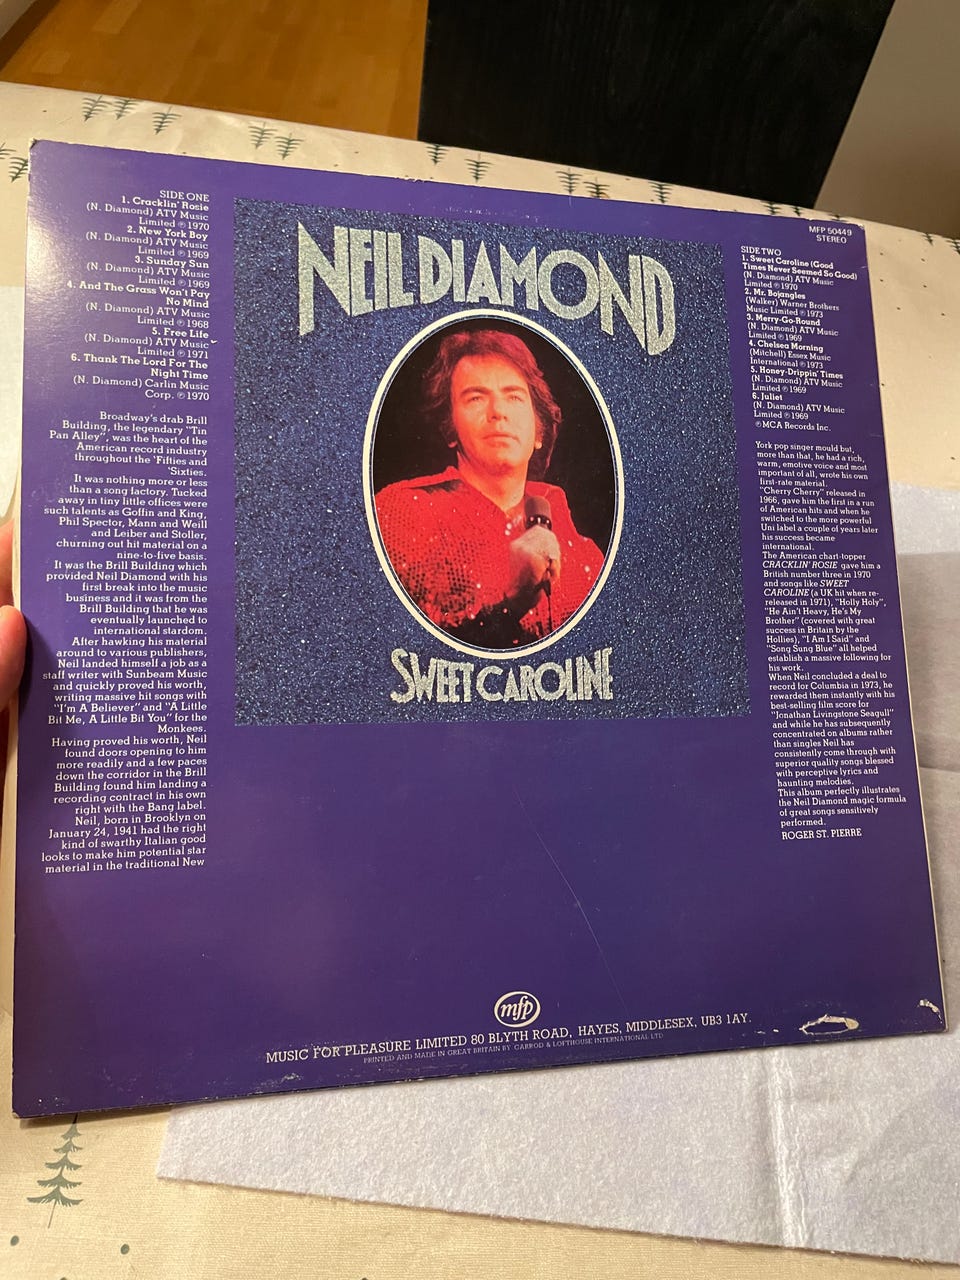 SIDE ONE
1. Cracklin' Rosie
(N. Diamond) ATV Music
Limited ℗ 1970
2. New York Boy
(N. Diamond) ATV Music
Limited ℗ 1969
3. Sunday Sun
(N. Diamond) ATV Music
Limited ℗ 1969
4. And The Grass Won't Pay
No Mind
(N. Diamond) ATV Music
Limited ℗ 1968
5. Free Life
(N. Diamond) ATV Music
Limited ℗ 1971
6. Thank The Lord For The
Night Time
(N. Diamond) Carlin Music
Corp. ℗ 1970
Broadway's drab Brill
Building, the legendary "Tin
Pan Alley", was the heart of the
American record industry
throughout the 'Fifties and
'Sixties.
It was nothing more or less
than a song factory. Tucked
away in tiny little offices were
such talents as Goffin and King,
Phil Spector, Mann and Weill
and Leiber and Stoller,
churning out hit material on a
nine-to-five basis.
It was the Brill Building which
provided Neil Diamond with his
first break into the music
business and it was from the
Brill Building that he was
eventually launched to
international stardom.
After hawking his material
around to various publishers,
Neil landed himself a job as a
staff writer with Sunbeam Music
and quickly proved his worth,
writing massive hit songs with
"I'm A Believer" and "A Little
Bit Me, A Little Bit You" for the
Monkees.
Having proved his worth, Neil
found doors opening to him
more readily and a few paces
down the corridor in the Brill
Building found him landing a
recording contract in his own
right with the Bang label.
Neil, born in Brooklyn on
January 24, 1941 had the right
kind of swarthy Italian good
looks to make him potential star
material in the traditional New
NEIL DIAMOND
SWEET CAROLINE
MFP 50449
STEREO
SIDE TWO
1. Sweet Caroline (Good
Times Never Seemed So Good)
(N. Diamond) ATV Music
Limited ℗ 1970
2. Mr. Bojangles
(Walker) Warner Brothers
Music Limited ℗ 1973
3. Merry-Go-Round
(N. Diamond) ATV Music
Limited ℗ 1969
4. Chelsea Morning
(Mitchell) Essex Music
International ℗ 1973
5. Honey-Drippin' Times
(N. Diamond) ATV Music
Limited ℗ 1969
6. Juliet
(N. Diamond) ATV Music
Limited ℗ 1969
℗ MCA Records Inc.
York pop singer mould but,
more than that, he had a rich,
warm, emotive voice and most
important of all, wrote his own
first-rate material.
"Cherry Cherry" released in
1966, gave him the first in a run
of American hits and when he
switched to the more powerful
Uni label a couple of years later
his success became
international.
The American chart-topper
CRACKLIN' ROSIE gave him a
British number three in 1970
and songs like SWEET
CAROLINE (a UK hit when re-
released in 1971), "Holly Holy",
"He Ain't Heavy, He's My
Brother" (covered with great
success in Britain by the
Hollies), "I Am I Said" and
"Song Sung Blue" all helped
establish a massive following for
his work.
When Neil concluded a deal to
record for Columbia in 1973, he
rewarded them instantly with his
best-selling film score for
"Jonathan Livingstone Seagull"
and while he has subsequently
concentrated on albums rather
than singles Neil has
consistently come through with
superior quality songs blessed
with perceptive lyrics and
haunting melodies.
This album perfectly illustrates
the Neil Diamond magic formula
of great songs sensitively
performed.
ROGER ST. PIERRE
mfp
MUSIC FOR PLEASURE LIMITED 80 BLYTH ROAD, HAYES, MIDDLESEX, UB3 1AY.
PRINTED AND MADE IN GREAT BRITAIN BY GARROD & LOFTHOUSE INTERNATIONAL LTD